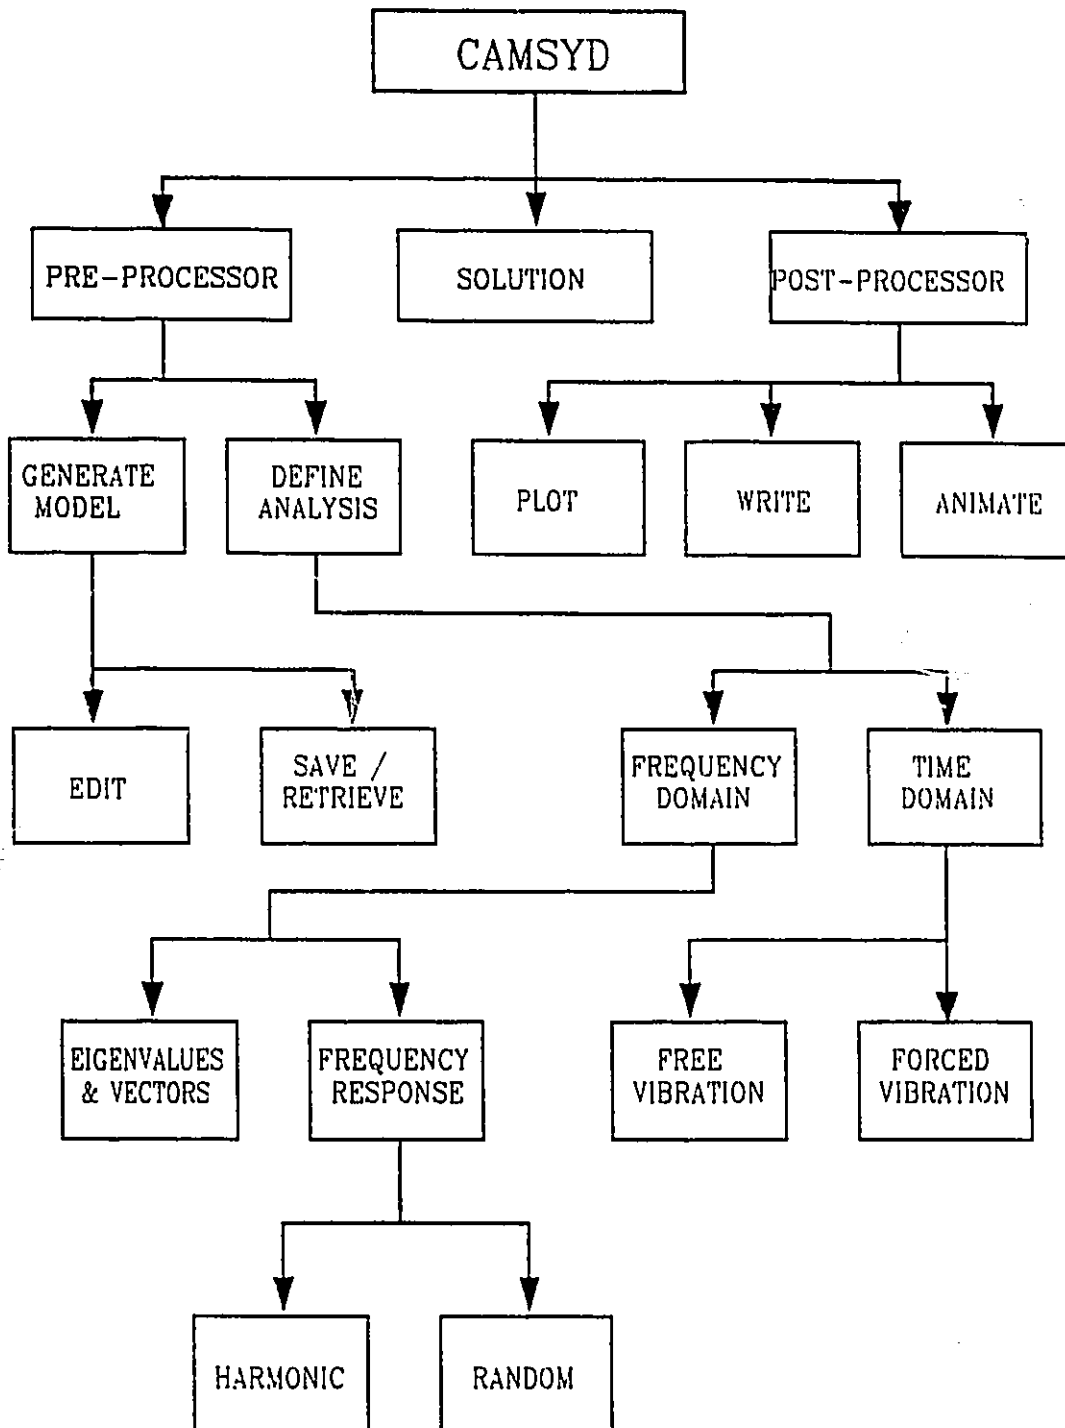 CAMSYD
PRE-PROCESSOR
SOLUTION
POST-PROCESSOR
GENERATE
MODEL
DEFINE
ANALYSIS
PLOT
WRITE
ANIMATE
EDIT
SAVE /
RETRIEVE
FREQUENCY
DOMAIN
TIME
DOMAIN
EIGENVALUES
& VECTORS
FREQUENCY
RESPONSE
FREE
VIBRATION
FORCED
VIBRATION
HARMONIC
RANDOM